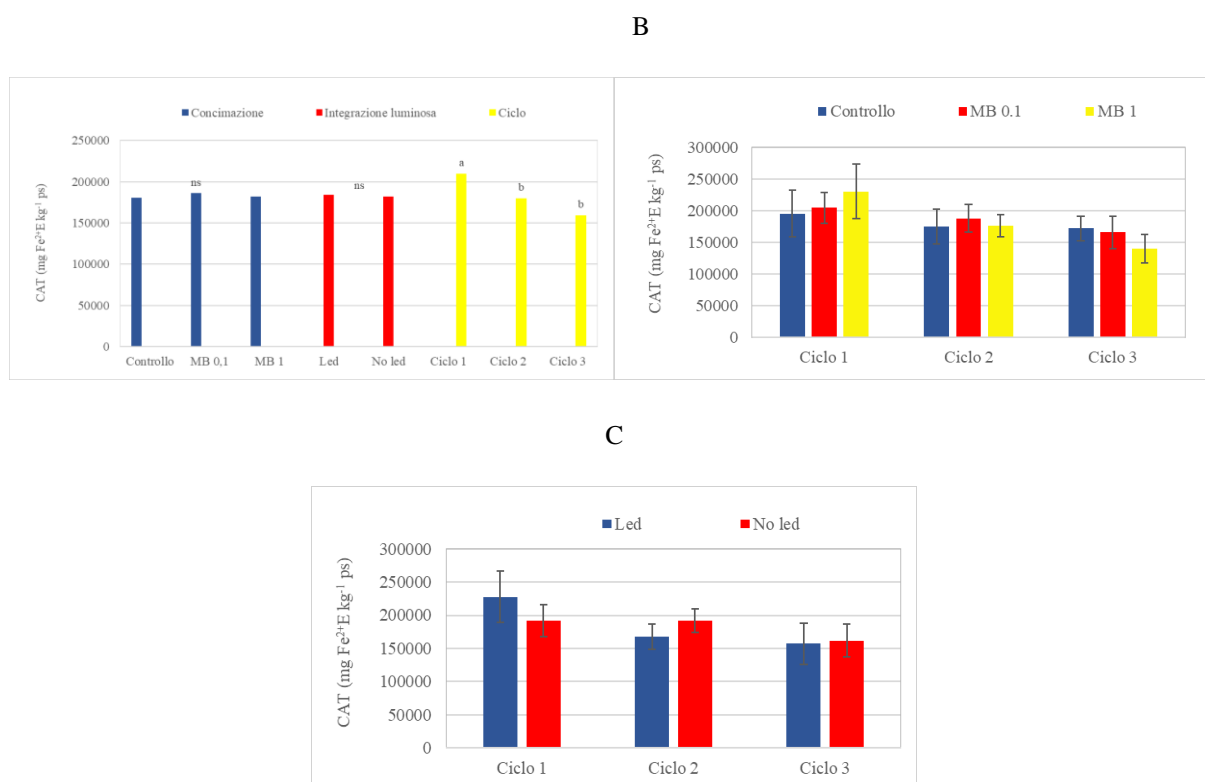 B
Concimazione Integrazione luminosa Ciclo
CAT (mg Fe²⁺E kg⁻¹ ps)
250000
200000
150000
100000
50000
0
ns
ns
a
b
b
Controllo MB 0,1 MB 1 Led No led Ciclo 1 Ciclo 2 Ciclo 3
Controllo MB 0.1 MB 1
CAT (mg Fe²⁺E kg⁻¹ ps)
300000
250000
200000
150000
100000
50000
0
Ciclo 1 Ciclo 2 Ciclo 3
C
Led No led
CAT (mg Fe²⁺E kg⁻¹ ps)
300000
250000
200000
150000
100000
50000
0
Ciclo 1 Ciclo 2 Ciclo 3